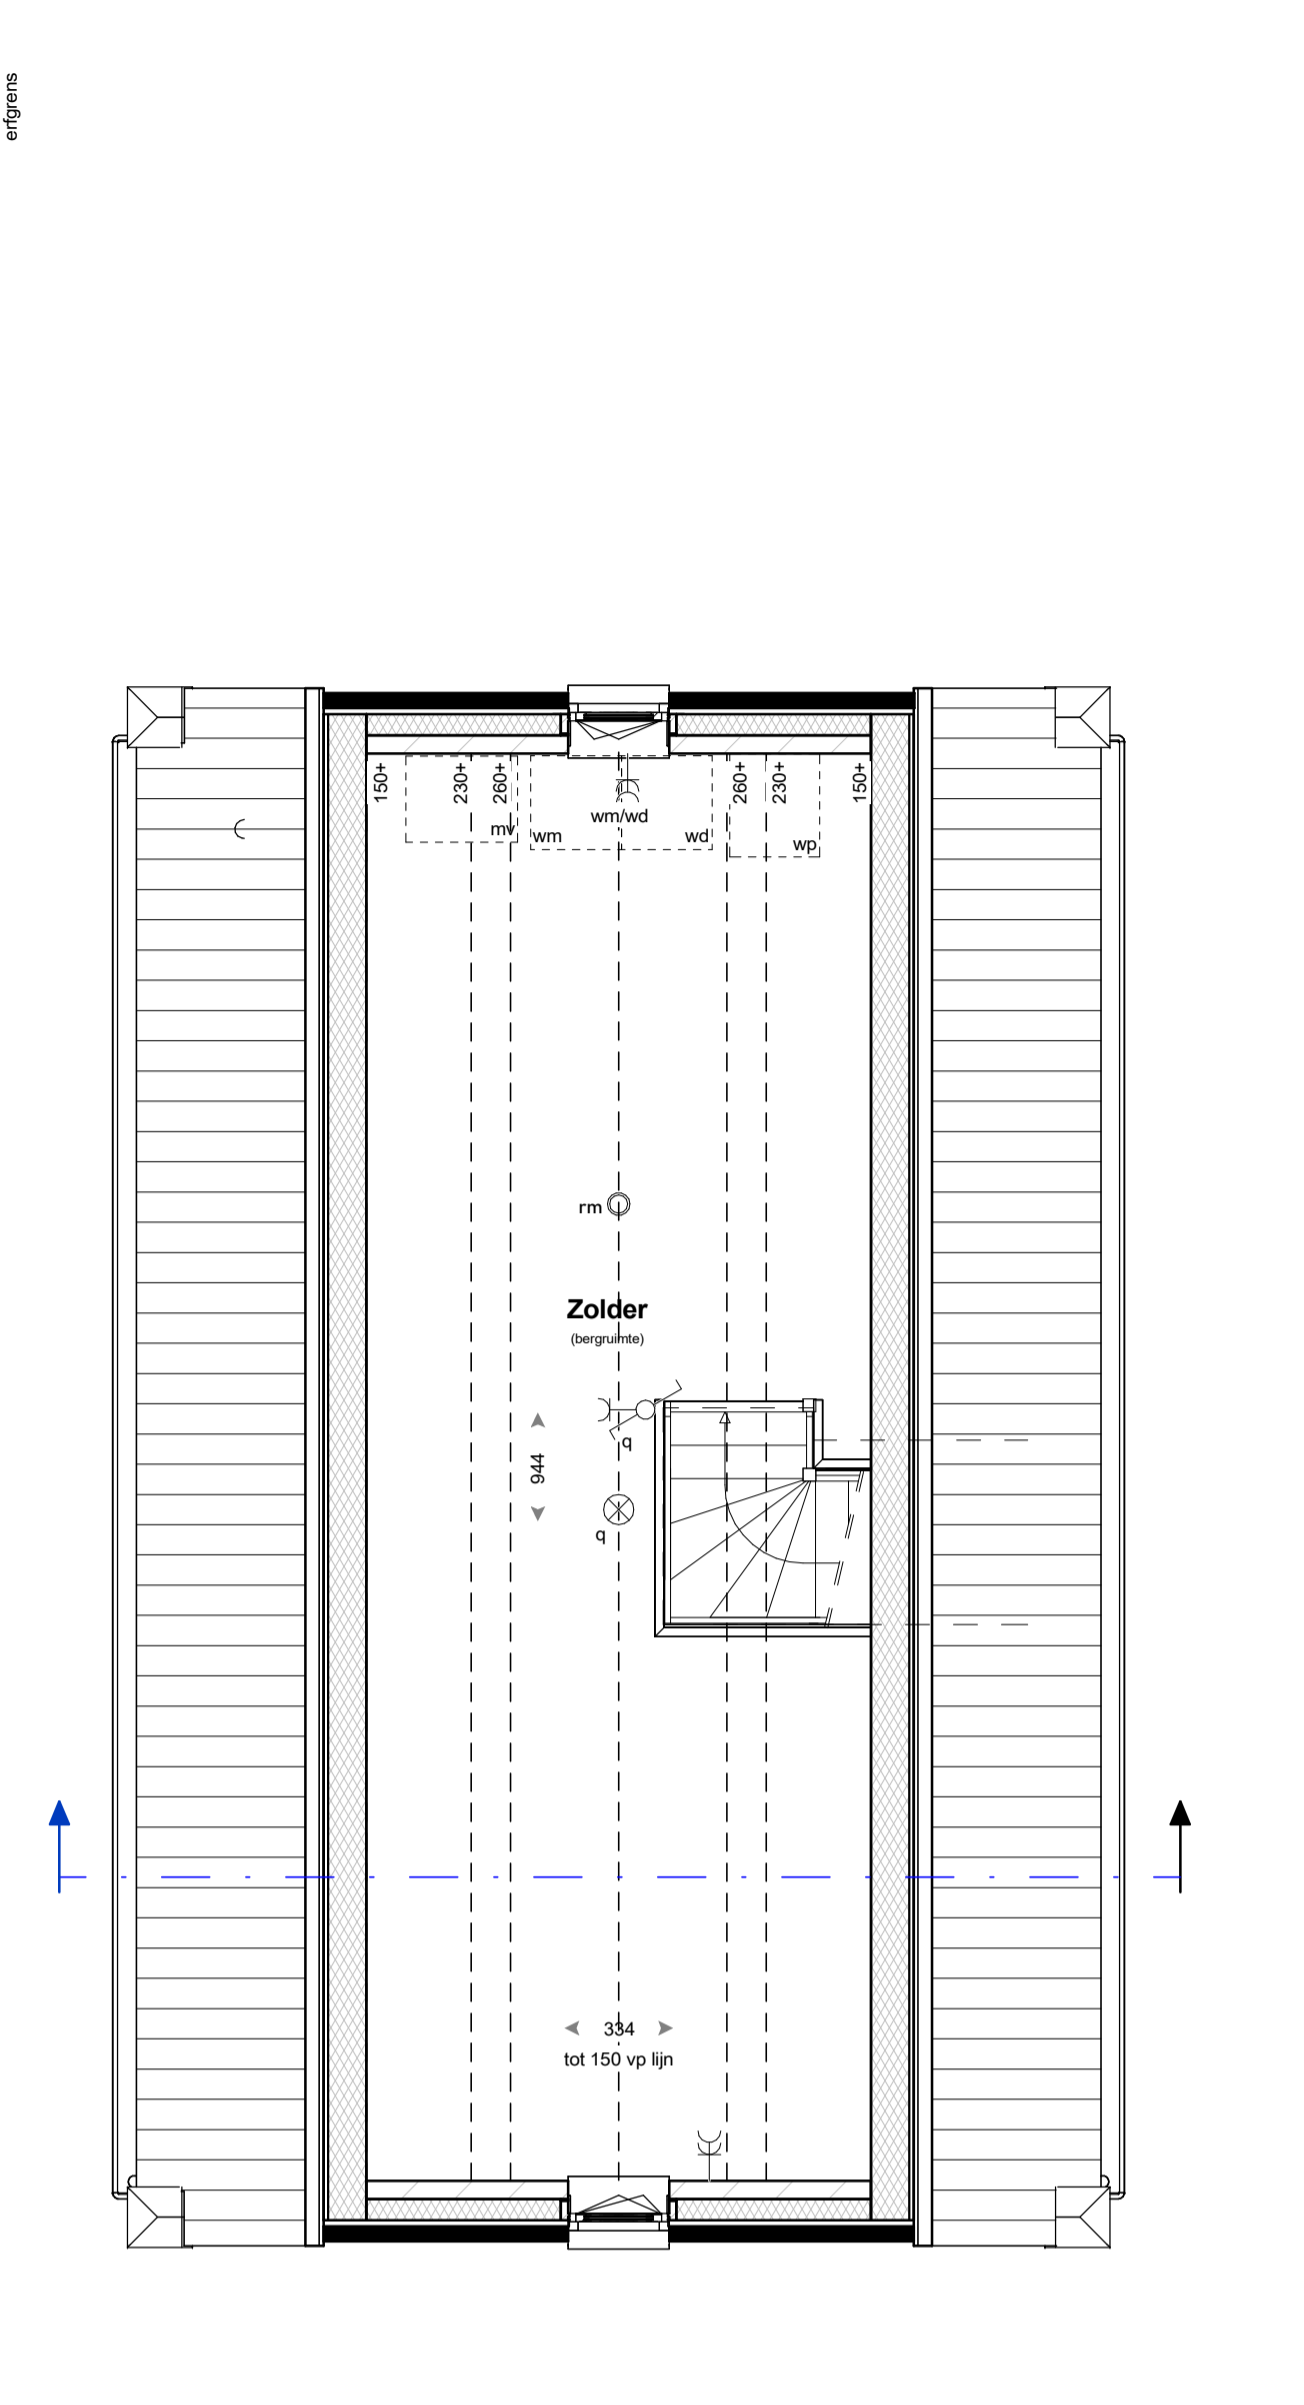 erfgrens
150+
230+
260+
260+
230+
150+
mv
wm/wd
wm
wd
wp
rm
Zolder
(bergruimte)
q
944
q
334
tot 150 vp lijn